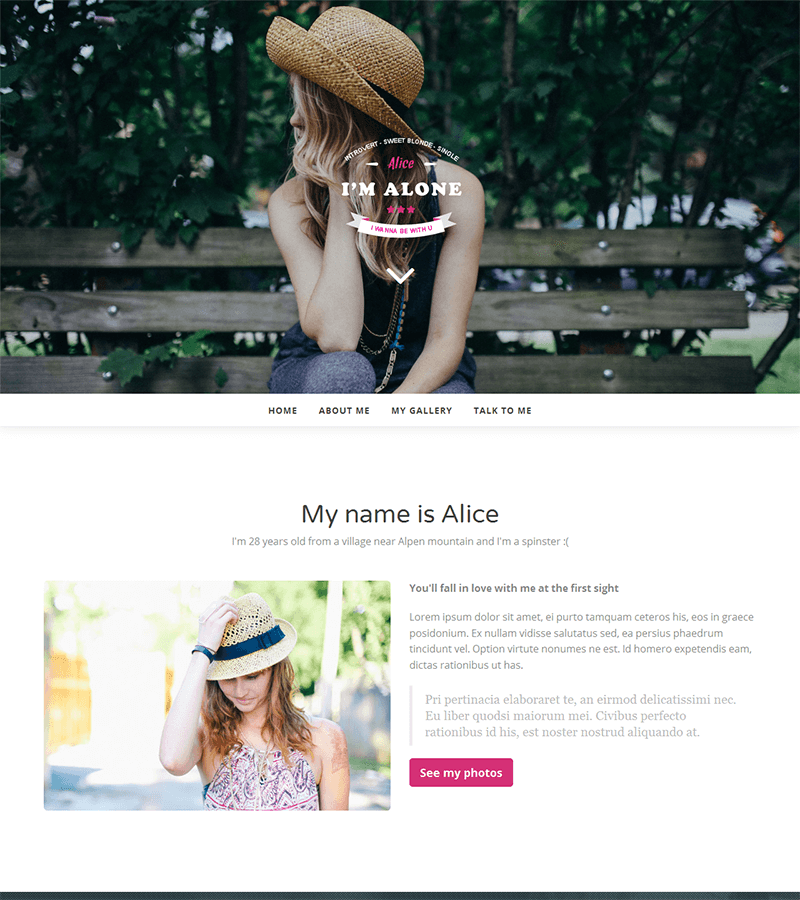 INTROVERT - SWEET BLONDE - SINGLE
Alice
I'M ALONE
I WANNA BE WITH U
HOME ABOUT ME MY GALLERY TALK TO ME
My name is Alice
I'm 28 years old from a village near Alpen mountain and I'm a spinster :(
You'll fall in love with me at the first sight
Lorem ipsum dolor sit amet, ei purto tamquam ceteros his, eos in graece
posidonium. Ex nullam vidisse salutatus sed, ea persius phaedrum
tincidunt vel. Option virtute nonumes ne est. Id homero expetendis eam,
dictas rationibus ut has.
Pri pertinacia elaboraret te, an eirmod delicatissimi nec.
Eu liber quodsi maiorum mei. Civibus perfecto
rationibus id his, est noster nostrud aliquando at.
See my photos